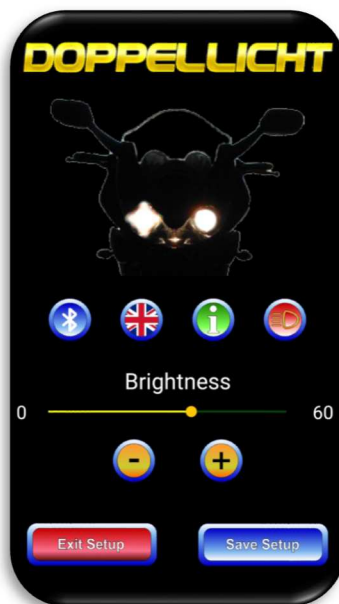 DOPPELLICHT
i
Brightness
0 60
- +
Exit Setup Save Setup